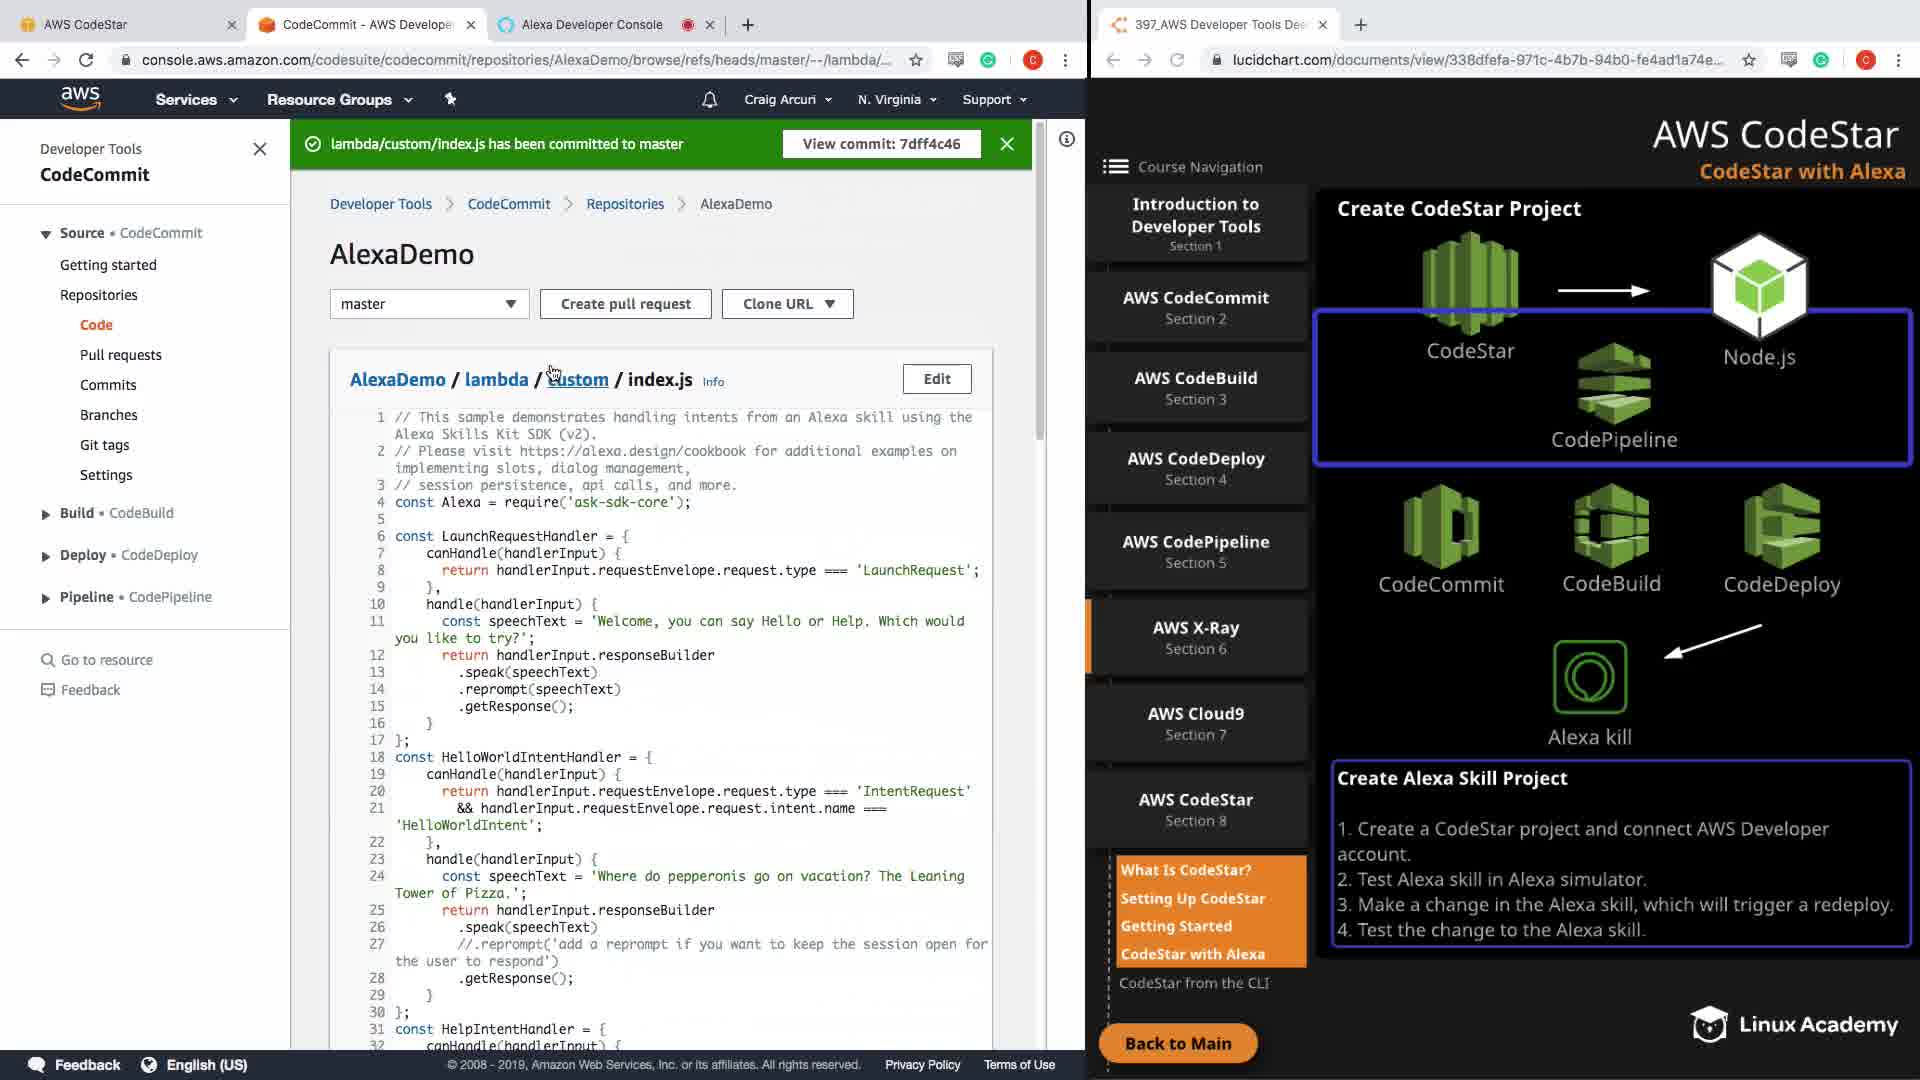 AWS CodeStar
CodeCommit - AWS Developer
Alexa Developer Console
397_AWS Developer Tools Dee
console.aws.amazon.com/codesuite/codecommit/repositories/AlexaDemo/browse/refs/heads/master/--/lambda/...
lucidchart.com/documents/view/338dfefa-971c-4b7b-94b0-fe4ad1a74e...
aws
Services
Resource Groups
Craig Arcuri
N. Virginia
Support
Developer Tools
CodeCommit
Source • CodeCommit
Getting started
Repositories
Code
Pull requests
Commits
Branches
Git tags
Settings
Build • CodeBuild
Deploy • CodeDeploy
Pipeline • CodePipeline
Go to resource
Feedback
lambda/custom/index.js has been committed to master
View commit: 7dff4c46
Developer Tools
CodeCommit
Repositories
AlexaDemo
AlexaDemo
master
Create pull request
Clone URL
AlexaDemo / lambda / custom / index.js Info
Edit
1 // This sample demonstrates handling intents from an Alexa skill using the
Alexa Skills Kit SDK (v2).
2 // Please visit https://alexa.design/cookbook for additional examples on
implementing slots, dialog management,
3 // session persistence, api calls, and more.
4 const Alexa = require('ask-sdk-core');
5
6 const LaunchRequestHandler = {
7 canHandle(handlerInput) {
8 return handlerInput.requestEnvelope.request.type === 'LaunchRequest';
9 },
10 handle(handlerInput) {
11 const speechText = 'Welcome, you can say Hello or Help. Which would
you like to try?';
12 return handlerInput.responseBuilder
13 .speak(speechText)
14 .reprompt(speechText)
15 .getResponse();
16 }
17 };
18 const HelloWorldIntentHandler = {
19 canHandle(handlerInput) {
20 return handlerInput.requestEnvelope.request.type === 'IntentRequest'
21 && handlerInput.requestEnvelope.request.intent.name ===
'HelloWorldIntent';
22 },
23 handle(handlerInput) {
24 const speechText = 'Where do pepperonis go on vacation? The Leaning
Tower of Pizza.';
25 return handlerInput.responseBuilder
26 .speak(speechText)
27 //.reprompt('add a reprompt if you want to keep the session open for
the user to respond')
28 .getResponse();
29 }
30 };
31 const HelpIntentHandler = {
32 canHandle(handlerInput) {
Feedback
English (US)
© 2008 - 2019, Amazon Web Services, Inc. or its affiliates. All rights reserved.
Privacy Policy
Terms of Use
AWS CodeStar
CodeStar with Alexa
Course Navigation
Introduction to
Developer Tools
Section 1
AWS CodeCommit
Section 2
AWS CodeBuild
Section 3
AWS CodeDeploy
Section 4
AWS CodePipeline
Section 5
AWS X-Ray
Section 6
AWS Cloud9
Section 7
AWS CodeStar
Section 8
What Is CodeStar?
Setting Up CodeStar
Getting Started
CodeStar with Alexa
CodeStar from the CLI
Back to Main
Create CodeStar Project
CodeStar
Node.js
CodePipeline
CodeCommit
CodeBuild
CodeDeploy
Alexa kill
Create Alexa Skill Project
1. Create a CodeStar project and connect AWS Developer
account.
2. Test Alexa skill in Alexa simulator.
3. Make a change in the Alexa skill, which will trigger a redeploy.
4. Test the change to the Alexa skill.
Linux Academy